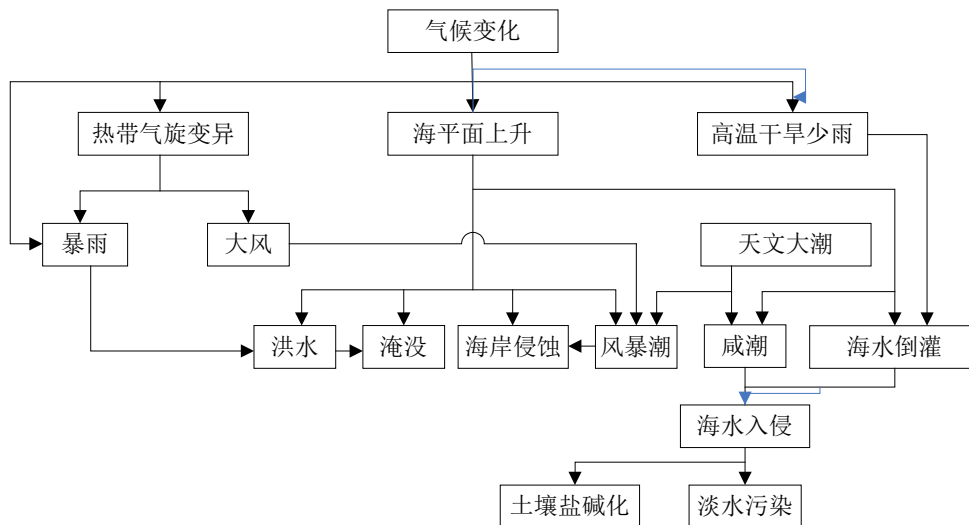 气候变化
热带气旋变异
海平面上升
高温干旱少雨
暴雨
大风
天文大潮
洪水
淹没
海岸侵蚀
风暴潮
咸潮
海水倒灌
海水入侵
土壤盐碱化
淡水污染